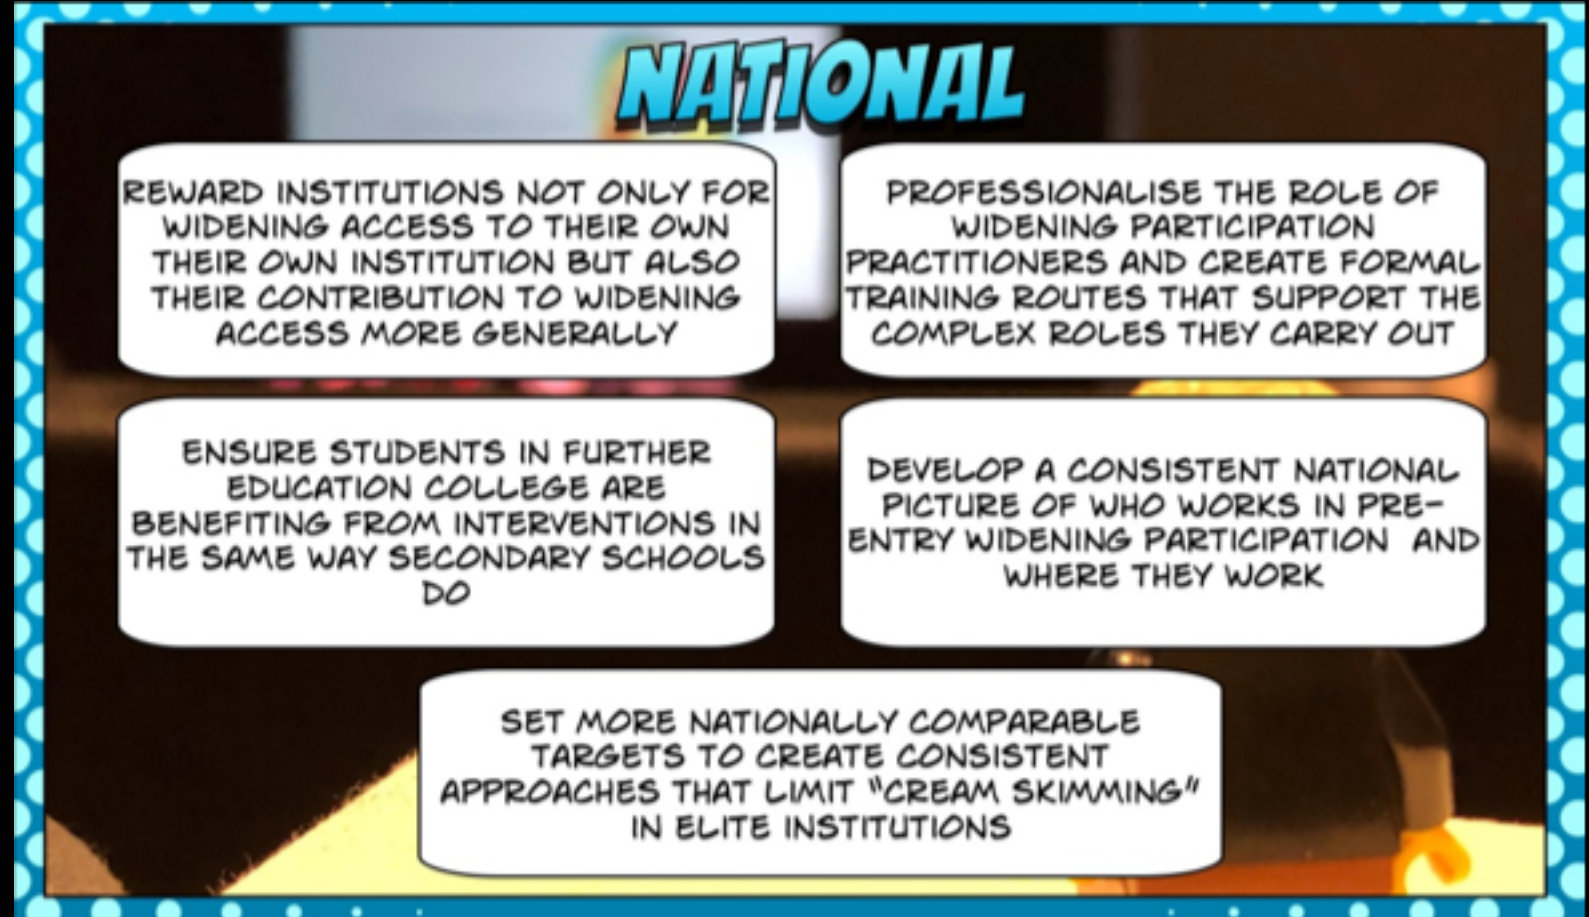 NATIONAL
REWARD INSTITUTIONS NOT ONLY FOR
WIDENING ACCESS TO THEIR OWN
THEIR OWN INSTITUTION BUT ALSO
THEIR CONTRIBUTION TO WIDENING
ACCESS MORE GENERALLY
PROFESSIONALISE THE ROLE OF
WIDENING PARTICIPATION
PRACTITIONERS AND CREATE FORMAL
TRAINING ROUTES THAT SUPPORT THE
COMPLEX ROLES THEY CARRY OUT
ENSURE STUDENTS IN FURTHER
EDUCATION COLLEGE ARE
BENEFITING FROM INTERVENTIONS IN
THE SAME WAY SECONDARY SCHOOLS
DO
DEVELOP A CONSISTENT NATIONAL
PICTURE OF WHO WORKS IN PRE-
ENTRY WIDENING PARTICIPATION AND
WHERE THEY WORK
SET MORE NATIONALLY COMPARABLE
TARGETS TO CREATE CONSISTENT
APPROACHES THAT LIMIT "CREAM SKIMMING"
IN ELITE INSTITUTIONS